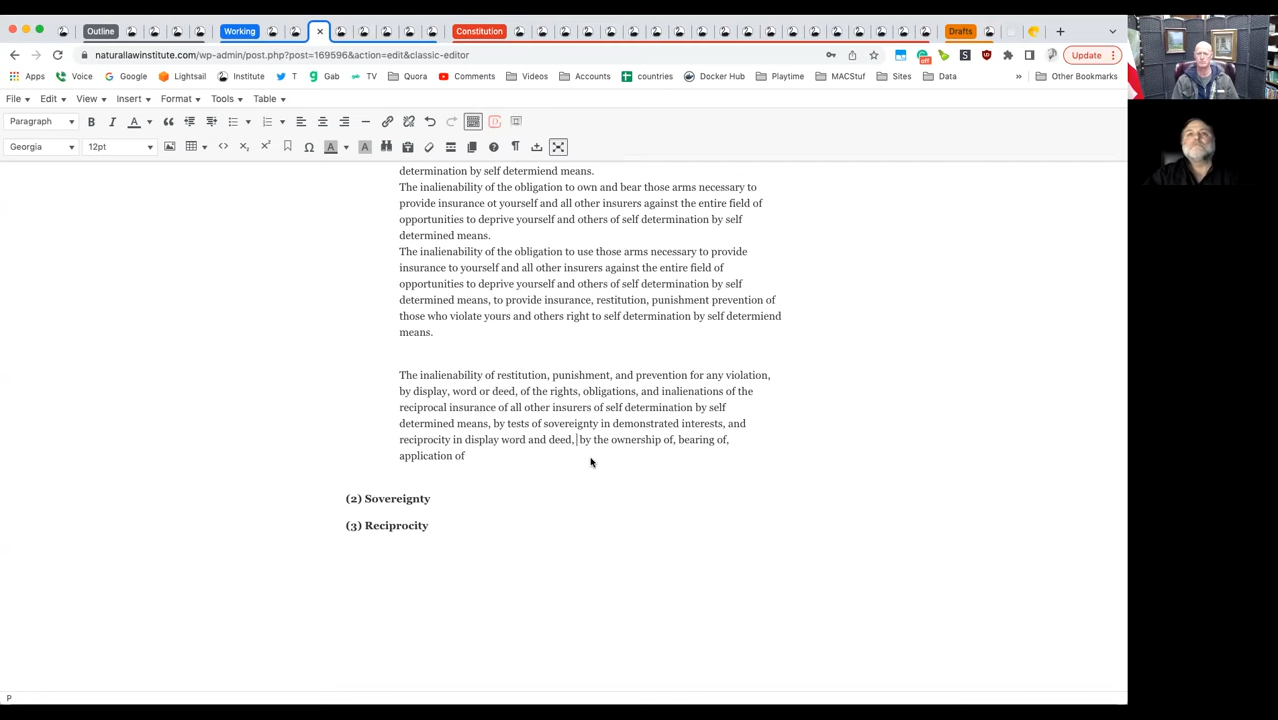 Outline
Working
Constitution
Drafts
naturallawinstitute.com/wp-admin/post.php?post=169596&action=edit&classic-editor
off
Update
Apps Voice Google Lightsail Institute T Gab Quora Comments Videos Accounts countries Docker Hub Playtime MACStuf Sites Data » Other Bookmarks
File Edit View Insert Format Tools Table
Paragraph B I A
Georgia 12pt
determination by self determiend means.
The inalienability of the obligation to own and bear those arms necessary to
provide insurance ot yourself and all other insurers against the entire field of
opportunities to deprive yourself and others of self determination by self
determined means.
The inalienability of the obligation to use those arms necessary to provide
insurance to yourself and all other insurers against the entire field of
opportunities to deprive yourself and others of self determination by self
determined means, to provide insurance, restitution, punishment prevention of
those who violate yours and others right to self determination by self determiend
means.
The inalienability of restitution, punishment, and prevention for any violation,
by display, word or deed, of the rights, obligations, and inalienations of the
reciprocal insurance of all other insurers of self determination by self
determined means, by tests of sovereignty in demonstrated interests, and
reciprocity in display word and deed, by the ownership of, bearing of,
application of
(2) Sovereignty
(3) Reciprocity
P